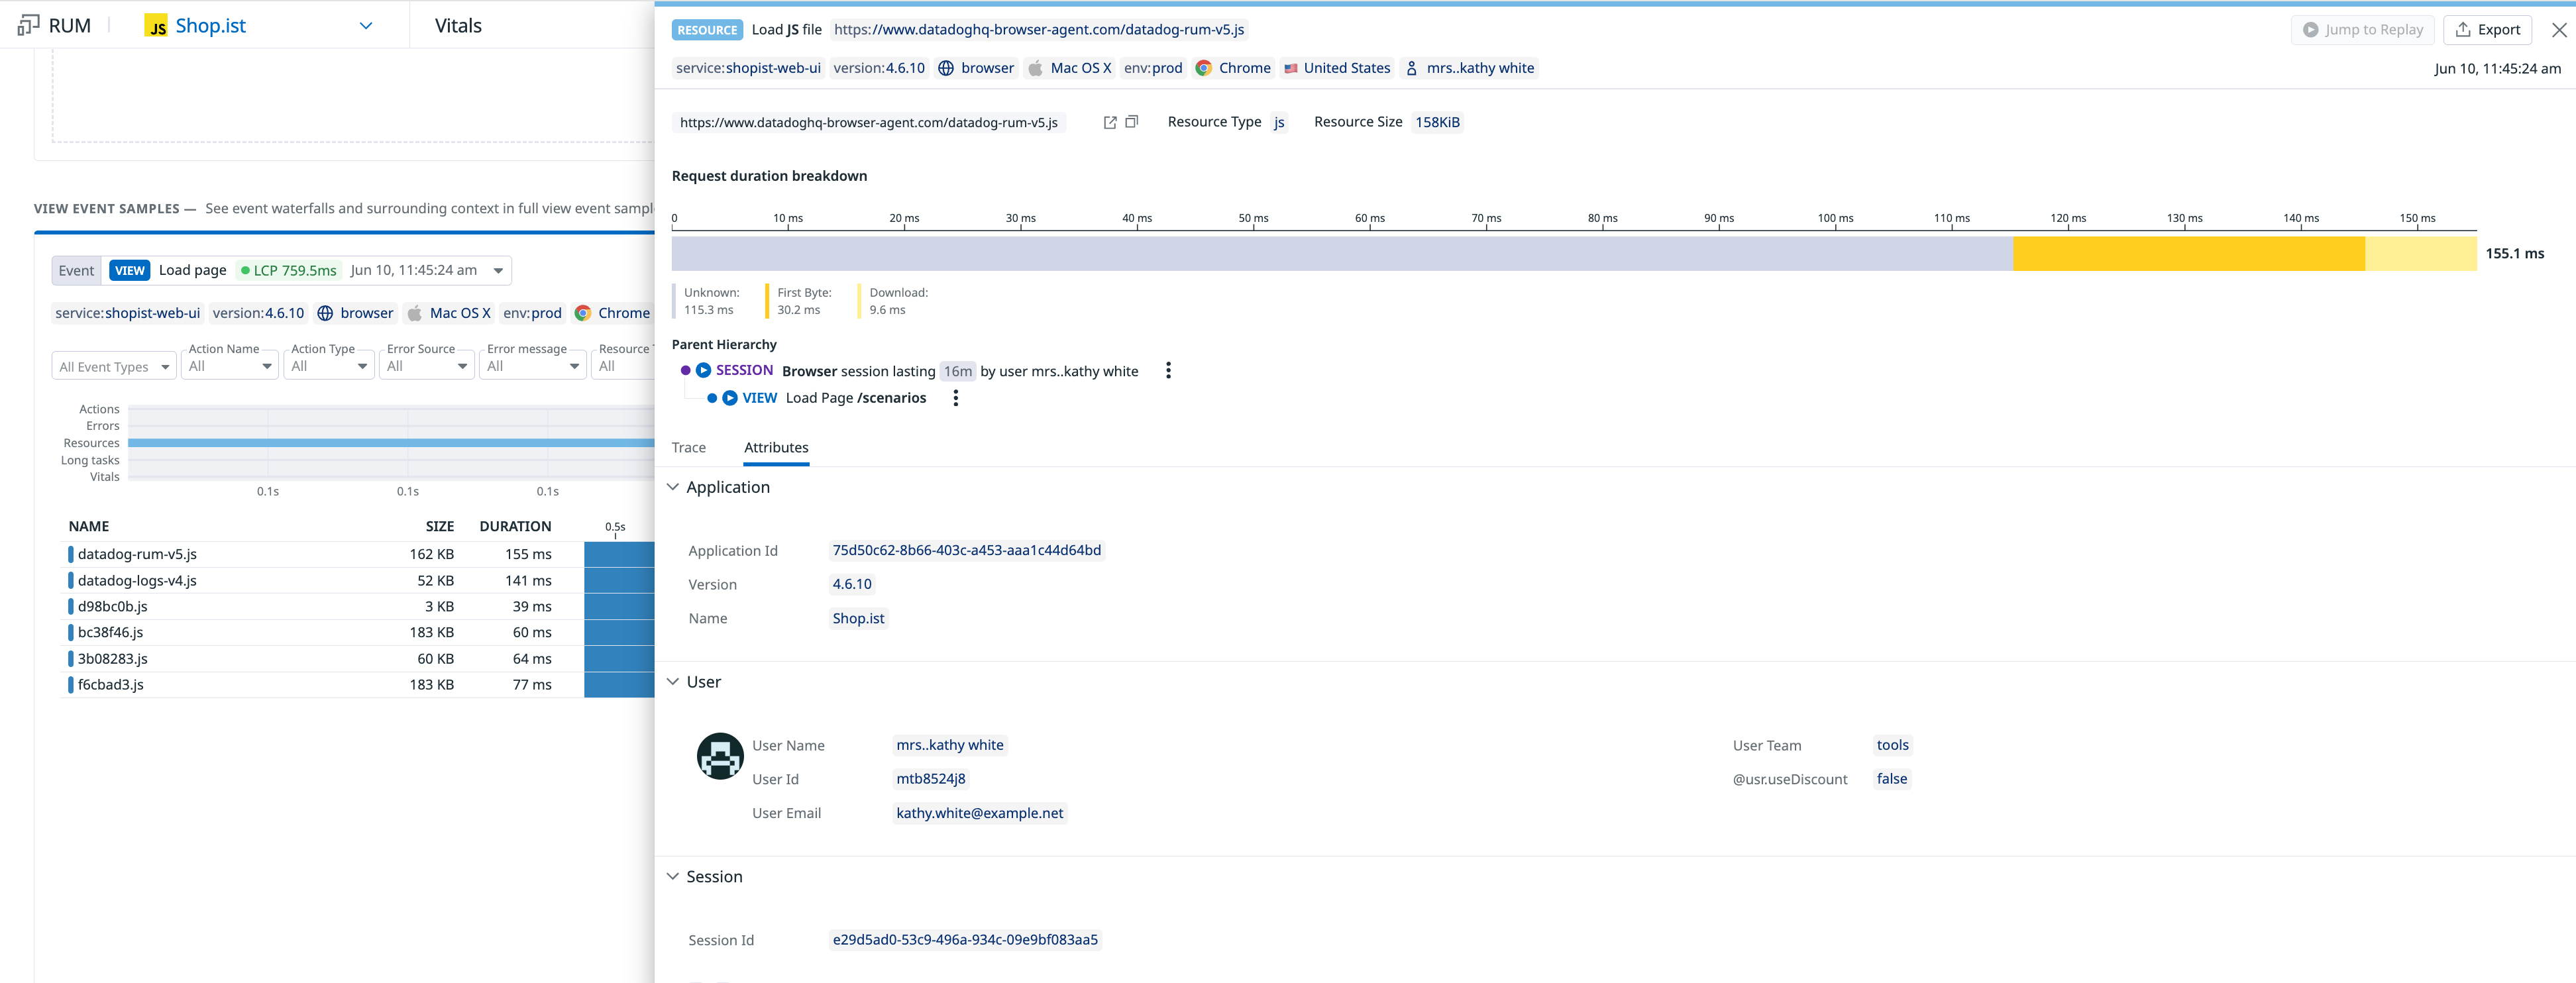 RUM
JS Shop.ist
Vitals
VIEW EVENT SAMPLES — See event waterfalls and surrounding context in full view event sampl
Event VIEW Load page LCP 759.5ms Jun 10, 11:45:24 am
service:shopist-web-ui version:4.6.10 browser Mac OS X env:prod Chrome
All Event Types
Action Name
All
Action Type
All
Error Source
All
Error message
All
Resource
All
Actions
Errors
Resources
Long tasks
Vitals
0.1s 0.1s 0.1s
NAME SIZE DURATION 0.5s
datadog-rum-v5.js 162 KB 155 ms
datadog-logs-v4.js 52 KB 141 ms
d98bc0b.js 3 KB 39 ms
bc38f46.js 183 KB 60 ms
3b08283.js 60 KB 64 ms
f6cbad3.js 183 KB 77 ms
RESOURCE Load JS file https://www.datadoghq-browser-agent.com/datadog-rum-v5.js
Jump to Replay Export
service:shopist-web-ui version:4.6.10 browser Mac OS X env:prod Chrome United States mrs..kathy white
Jun 10, 11:45:24 am
https://www.datadoghq-browser-agent.com/datadog-rum-v5.js Resource Type js Resource Size 158KiB
Request duration breakdown
0 10 ms 20 ms 30 ms 40 ms 50 ms 60 ms 70 ms 80 ms 90 ms 100 ms 110 ms 120 ms 130 ms 140 ms 150 ms
155.1 ms
Unknown: First Byte: Download:
115.3 ms 30.2 ms 9.6 ms
Parent Hierarchy
SESSION Browser session lasting 16m by user mrs..kathy white
VIEW Load Page /scenarios
Trace Attributes
Application
Application Id 75d50c62-8b66-403c-a453-aaa1c44d64bd
Version 4.6.10
Name Shop.ist
User
User Name mrs..kathy white
User Id mtb8524j8
User Email kathy.white@example.net
User Team tools
@usr.useDiscount false
Session
Session Id e29d5ad0-53c9-496a-934c-09e9bf083aa5